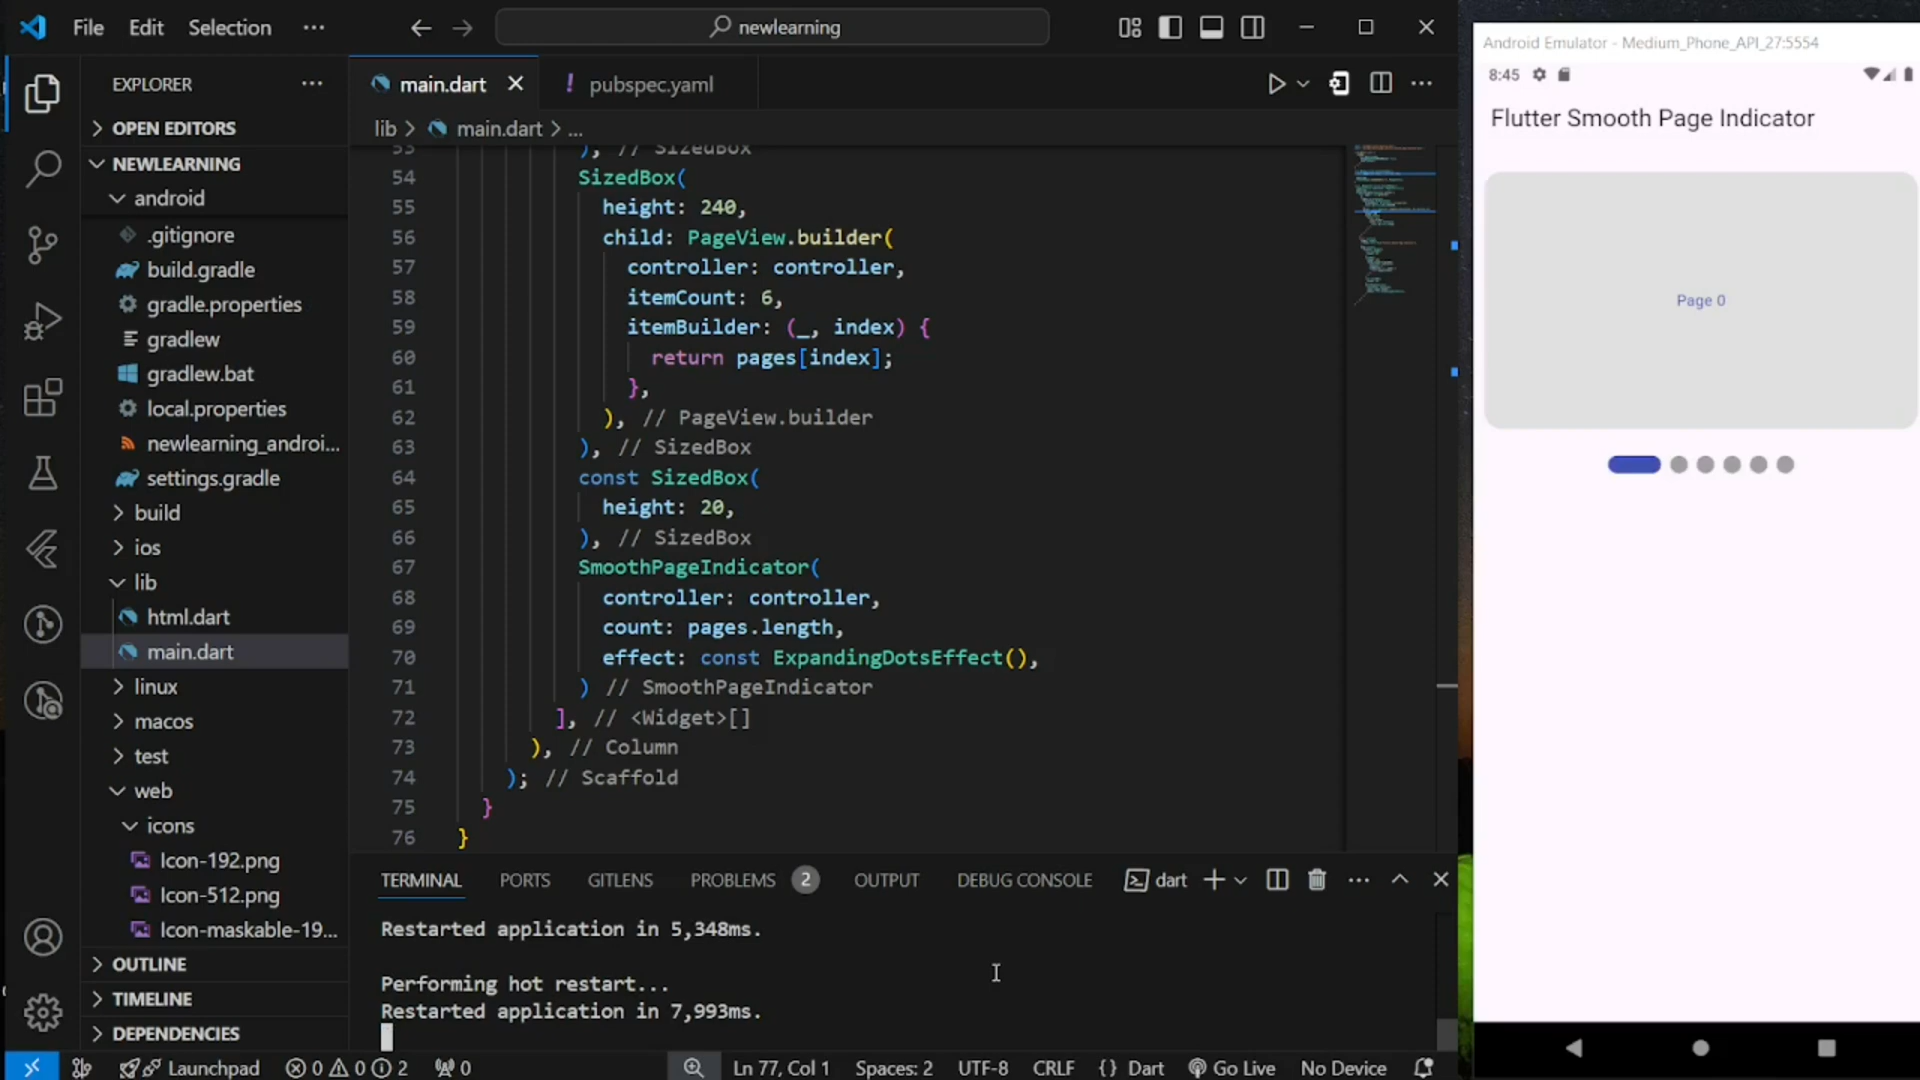 File Edit Selection ··· newlearning
EXPLORER ···
OPEN EDITORS
NEWLEARNING
android
.gitignore
build.gradle
gradle.properties
gradlew
gradlew.bat
local.properties
newlearning_androi...
settings.gradle
build
ios
lib
html.dart
main.dart
linux
macos
test
web
icons
Icon-192.png
Icon-512.png
Icon-maskable-19...
OUTLINE
TIMELINE
DEPENDENCIES
main.dart
! pubspec.yaml
lib > main.dart > ...
53 ), // SizedBox
54 SizedBox(
55 height: 240,
56 child: PageView.builder(
57 controller: controller,
58 itemCount: 6,
59 itemBuilder: (_, index) {
60 return pages[index];
61 },
62 ), // PageView.builder
63 ), // SizedBox
64 const SizedBox(
65 height: 20,
66 ), // SizedBox
67 SmoothPageIndicator(
68 controller: controller,
69 count: pages.length,
70 effect: const ExpandingDotsEffect(),
71 ) // SmoothPageIndicator
72 ], // <Widget>[]
73 ), // Column
74 ); // Scaffold
75 }
76 }
TERMINAL PORTS GITLENS PROBLEMS 2 OUTPUT DEBUG CONSOLE dart
Restarted application in 5,348ms.
Performing hot restart...
Restarted application in 7,993ms.
Launchpad 0 0 2 0 Ln 77, Col 1 Spaces: 2 UTF-8 CRLF {} Dart Go Live No Device
Android Emulator - Medium_Phone_API_27:5554
8:45
Flutter Smooth Page Indicator
Page 0